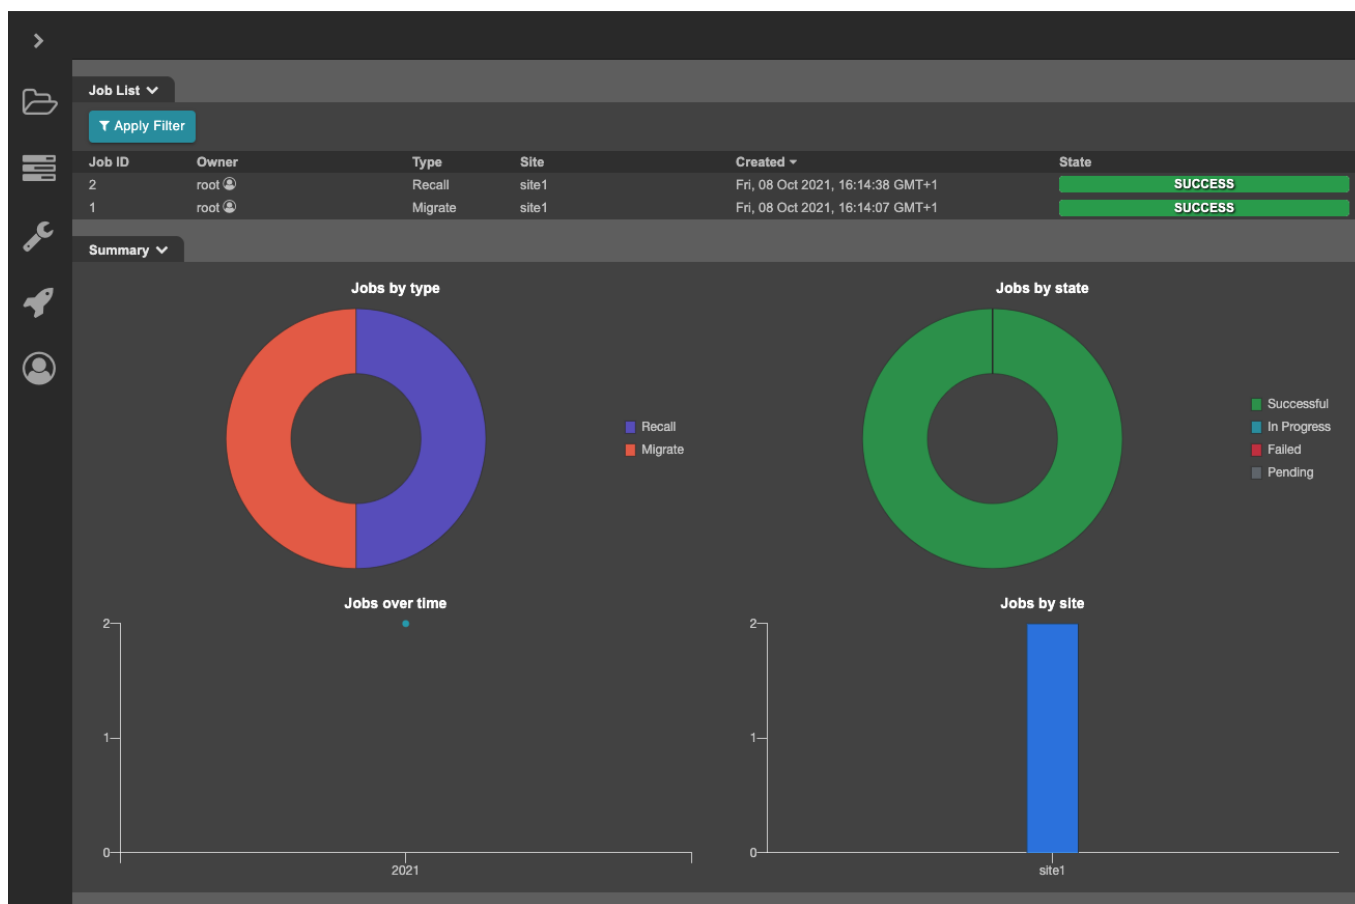 Job List
Apply Filter
Job ID Owner Type Site Created State
2 root Recall site1 Fri, 08 Oct 2021, 16:14:38 GMT+1 SUCCESS
1 root Migrate site1 Fri, 08 Oct 2021, 16:14:07 GMT+1 SUCCESS
Summary
Jobs by type
Recall
Migrate
Jobs by state
Successful
In Progress
Failed
Pending
Jobs over time
2
1
0
2021
Jobs by site
2
1
0
site1